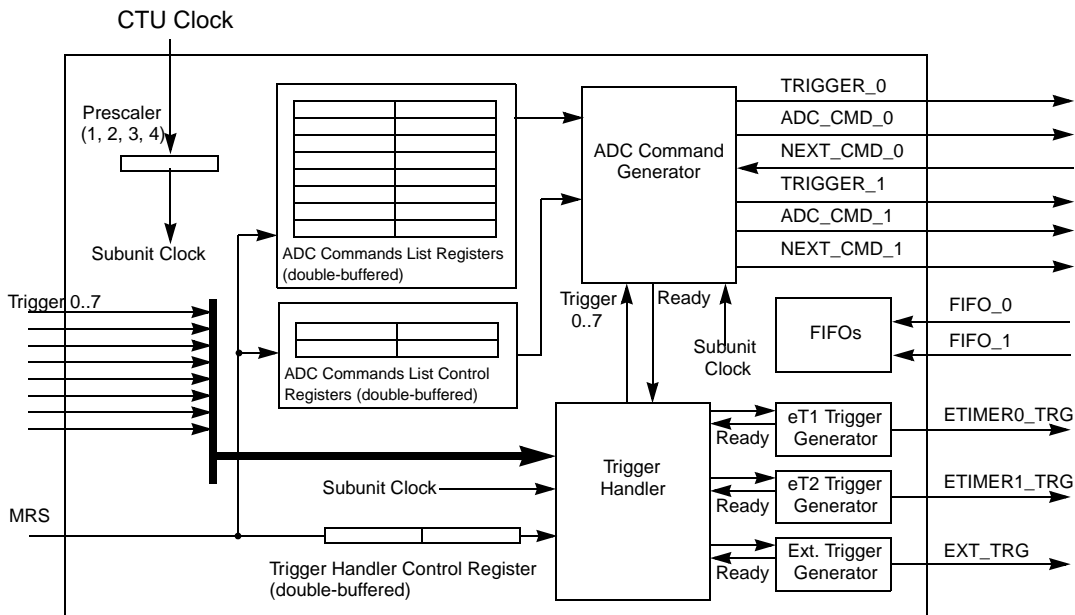 CTU Clock
Prescaler
(1, 2, 3, 4)
Subunit Clock
ADC Commands List Registers
(double-buffered)
ADC Command
Generator
TRIGGER_0
ADC_CMD_0
NEXT_CMD_0
TRIGGER_1
ADC_CMD_1
NEXT_CMD_1
Trigger 0..7
ADC Commands List Control
Registers (double-buffered)
Trigger
0..7
Ready
Subunit
Clock
FIFOs
FIFO_0
FIFO_1
Trigger
Handler
Subunit Clock
MRS
Trigger Handler Control Register
(double-buffered)
Ready
eT1 Trigger
Generator
ETIMER0_TRG
Ready
eT2 Trigger
Generator
ETIMER1_TRG
Ready
Ext. Trigger
Generator
EXT_TRG